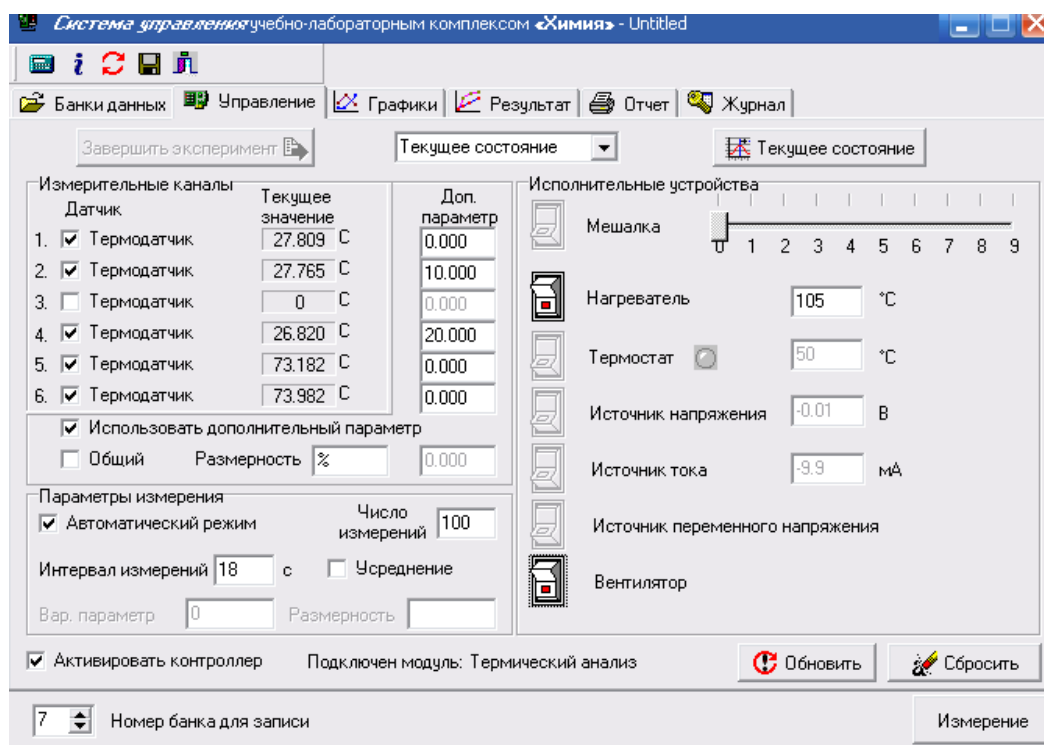 Система управления учебно-лабораторным комплексом «Химия» - Untitled
Банки данных Управление Графики Результат Отчет Журнал
Завершить эксперимент Текущее состояние Текущее состояние
Измерительные каналы
Датчик Текущее значение Доп. параметр
1. Термодатчик 27.809 С 0.000
2. Термодатчик 27.765 С 10.000
3. Термодатчик 0 С 0.000
4. Термодатчик 26.820 С 20.000
5. Термодатчик 73.182 С 0.000
6. Термодатчик 73.982 С 0.000
Использовать дополнительный параметр
Общий Размерность % 0.000
Параметры измерения
Автоматический режим Число измерений 100
Интервал измерений 18 с Усреднение
Вар. параметр 0 Размерность
Исполнительные устройства
Мешалка 0 1 2 3 4 5 6 7 8 9
Нагреватель 105 °С
Термостат 50 °С
Источник напряжения -0.01 В
Источник тока -9.9 мА
Источник переменного напряжения
Вентилятор
Активировать контроллер Подключен модуль: Термический анализ Обновить Сбросить
7 Номер банка для записи Измерение